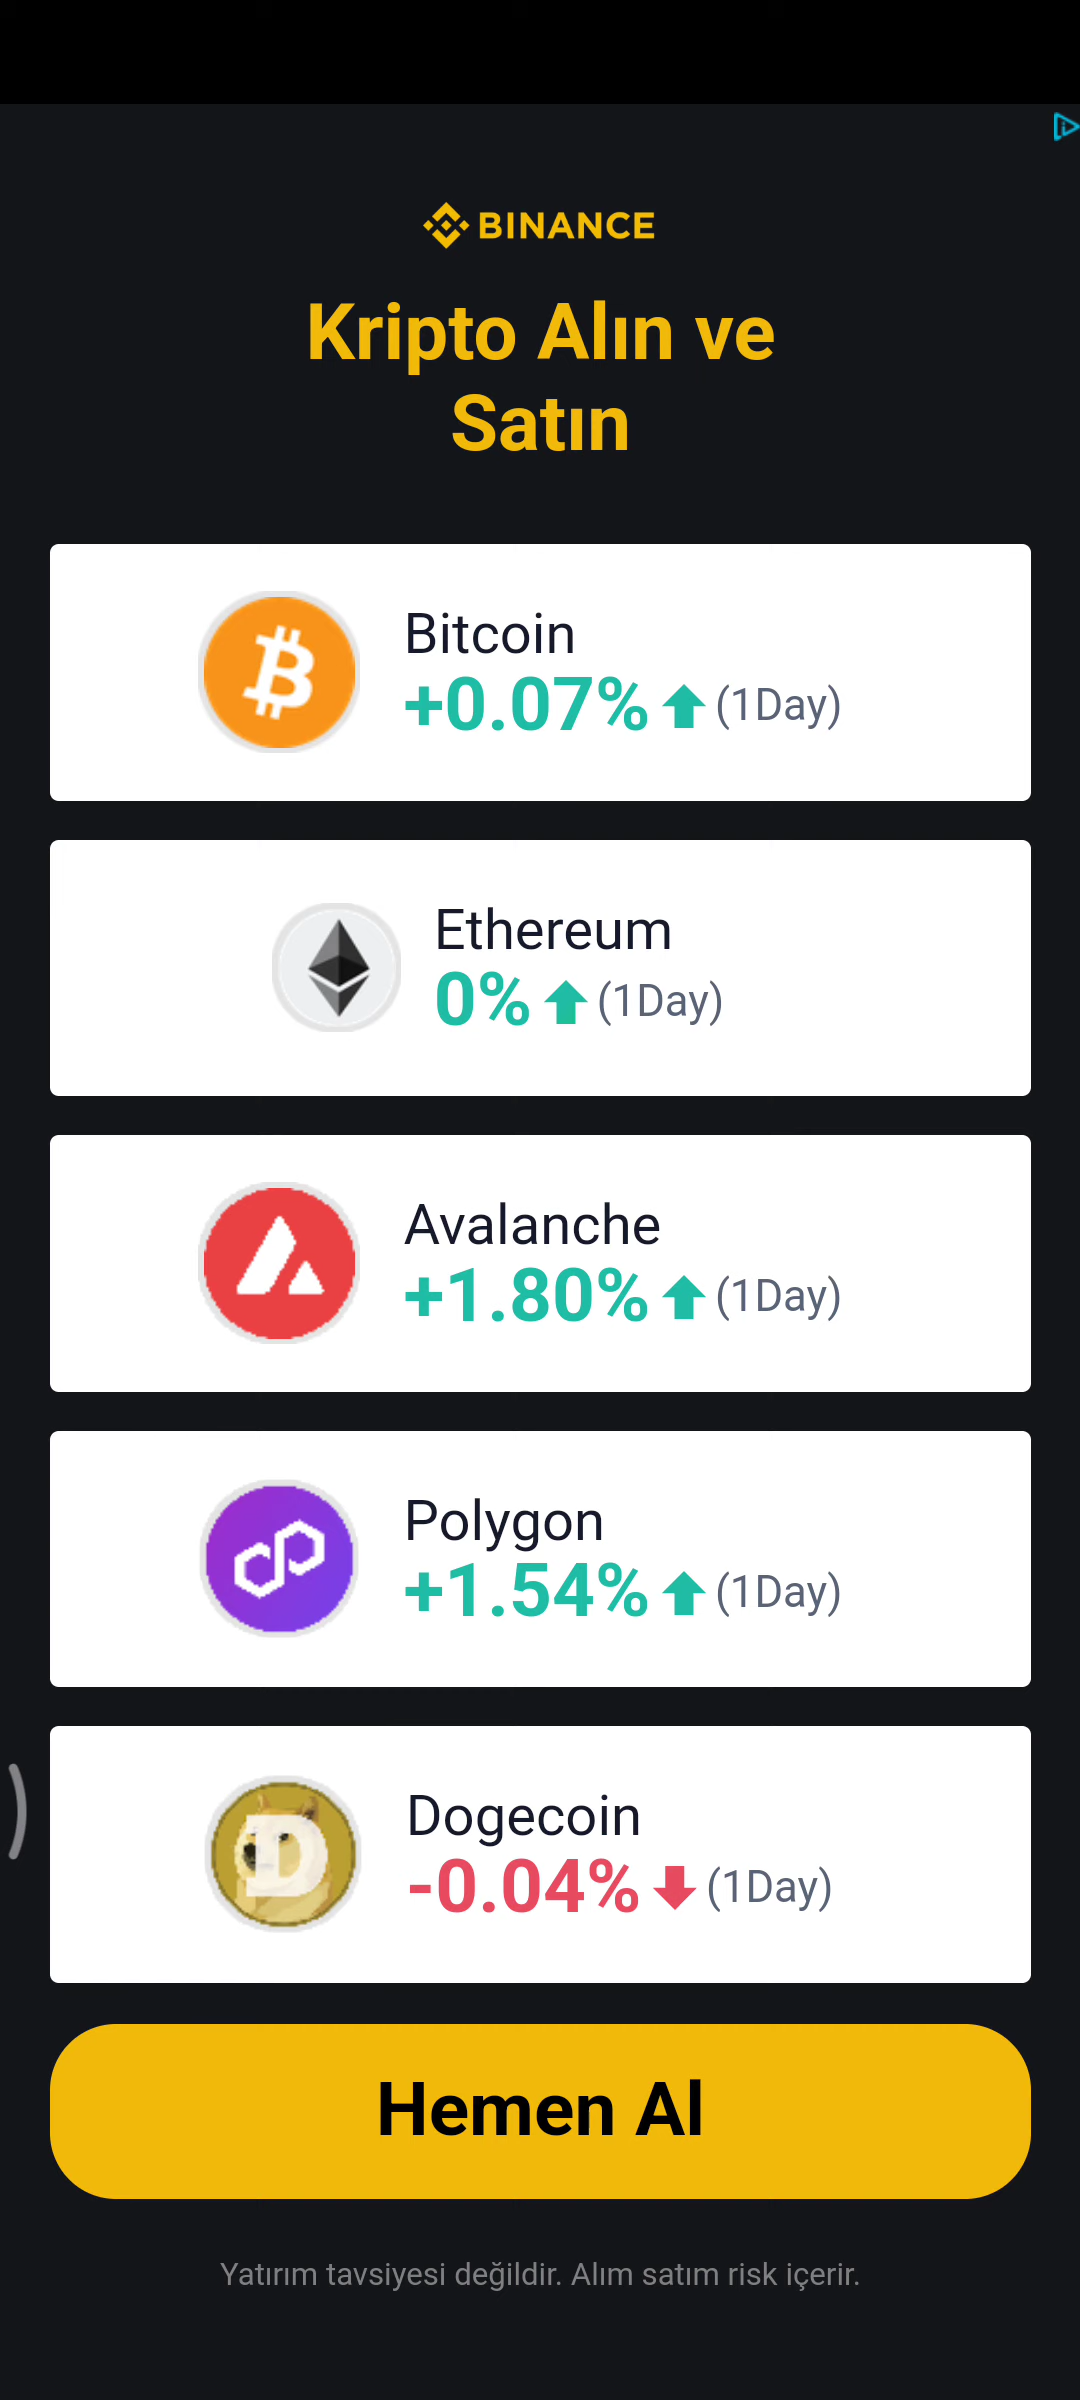 BINANCE
Kripto Alın ve
Satın
Bitcoin
+0.07% (1Day)
Ethereum
0% (1Day)
Avalanche
+1.80% (1Day)
Polygon
+1.54% (1Day)
Dogecoin
-0.04% (1Day)
Hemen Al
Yatırım tavsiyesi değildir. Alım satım risk içerir.